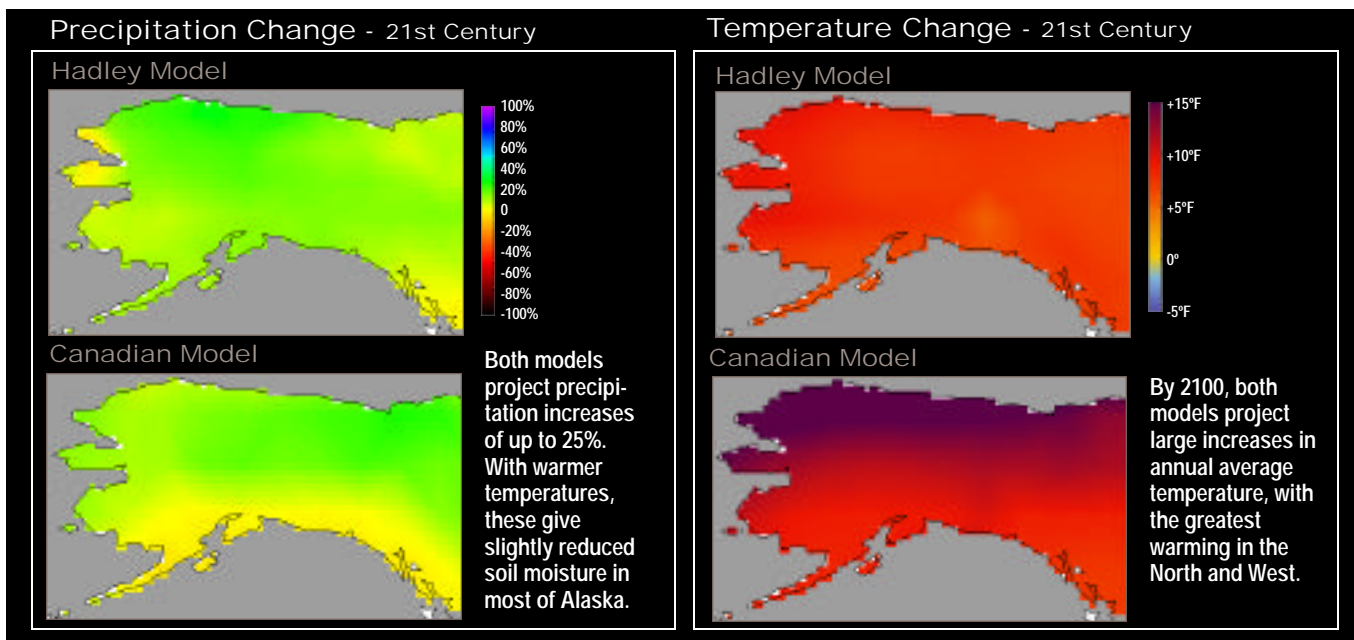 Precipitation Change - 21st Century
Hadley Model
100%
80%
60%
40%
20%
0
-20%
-40%
-60%
-80%
-100%
Canadian Model
Both models
project precipi-
tation increases
of up to 25%.
With warmer
temperatures,
these give
slightly reduced
soil moisture in
most of Alaska.
Temperature Change - 21st Century
Hadley Model
+15ºF
+10ºF
+5ºF
0º
-5ºF
Canadian Model
By 2100, both
models project
large increases in
annual average
temperature, with
the greatest
warming in the
North and West.